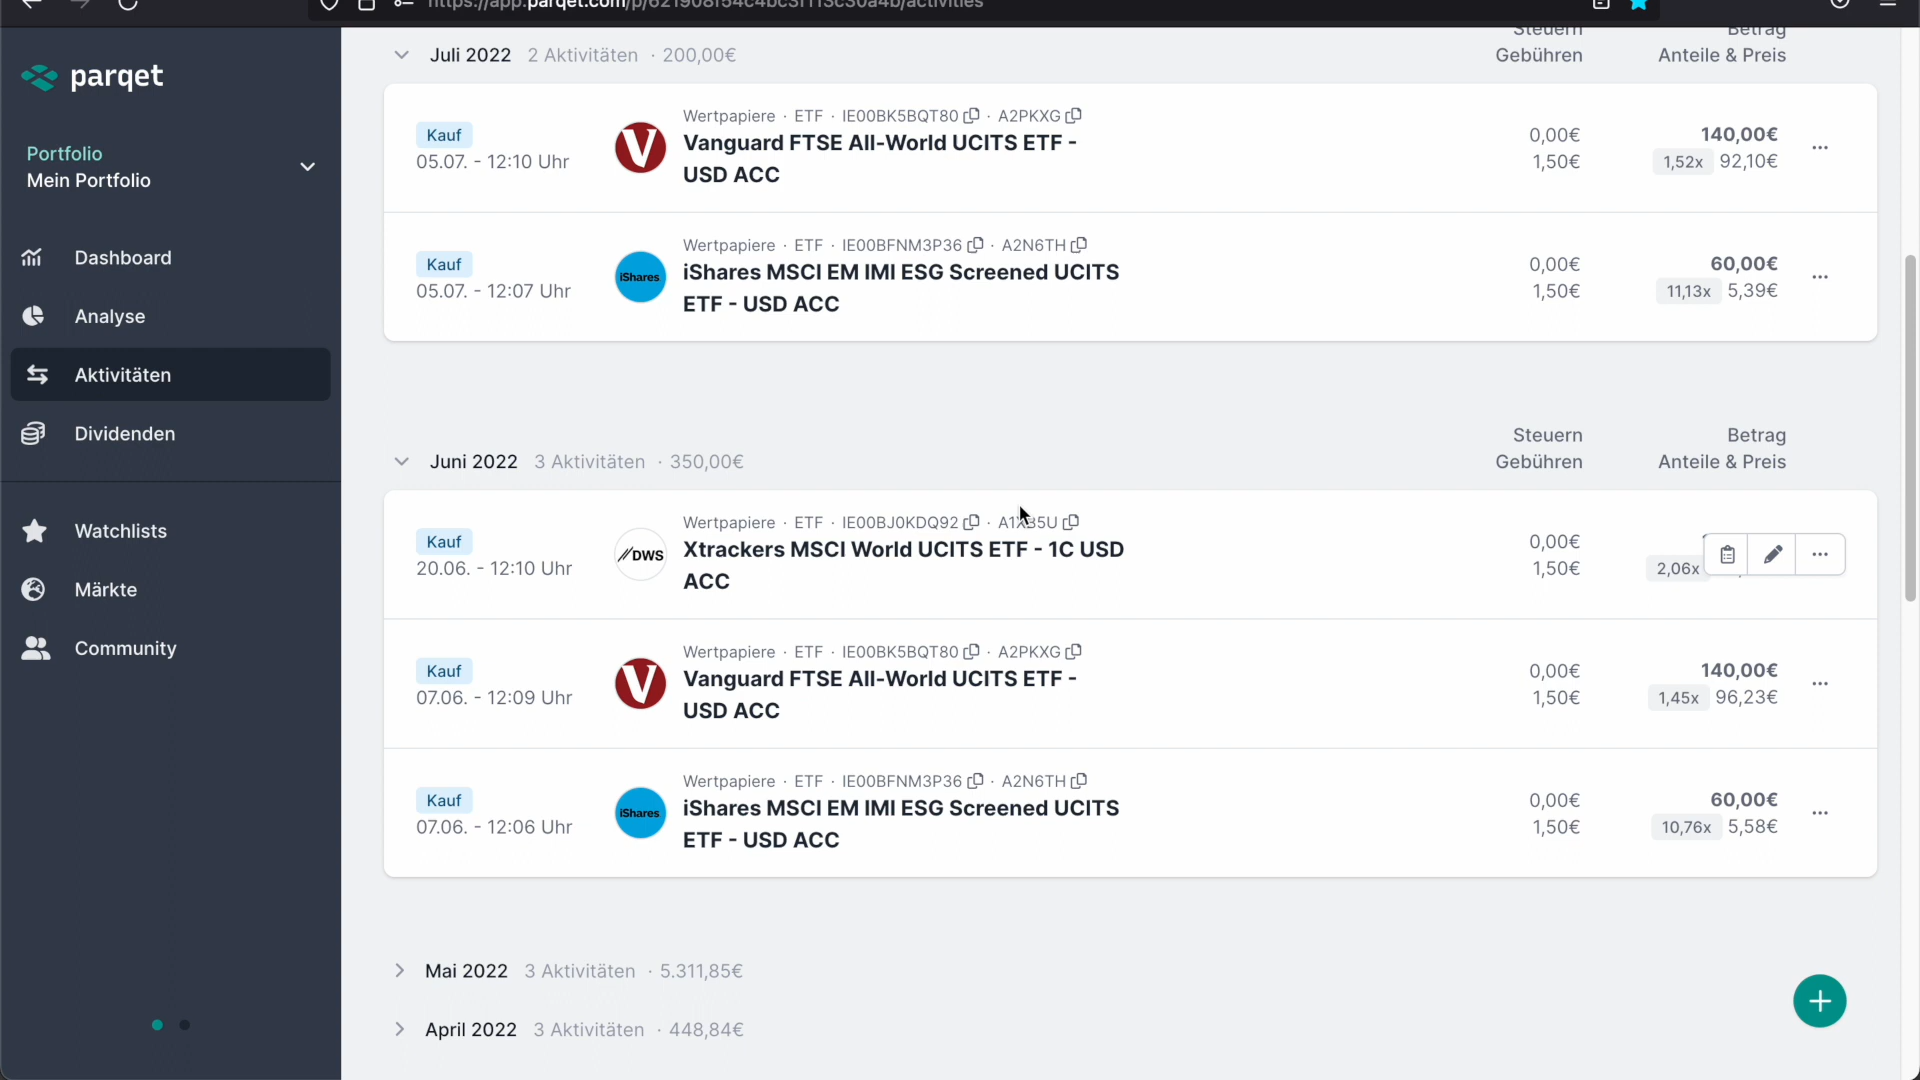 https://app.parqet.com/p/621908f54c4bc3f113c30a4b/activities
parqet
Portfolio
Mein Portfolio
Dashboard
Analyse
Aktivitäten
Dividenden
Watchlists
Märkte
Community
Steuern Betrag
Juli 2022 2 Aktivitäten · 200,00€ Gebühren Anteile & Preis
Wertpapiere · ETF · IE00BK5BQT80 · A2PKXG
Kauf Vanguard FTSE All-World UCITS ETF - 0,00€ 140,00€
05.07. - 12:10 Uhr USD ACC 1,50€ 1,52x 92,10€
Wertpapiere · ETF · IE00BFNM3P36 · A2N6TH
Kauf iShares iShares MSCI EM IMI ESG Screened UCITS 0,00€ 60,00€
05.07. - 12:07 Uhr ETF - USD ACC 1,50€ 11,13x 5,39€
Steuern Betrag
Juni 2022 3 Aktivitäten · 350,00€ Gebühren Anteile & Preis
Wertpapiere · ETF · IE00BJ0KDQ92 ·
Kauf //DWS Xtrackers MSCI World UCITS ETF - 1C USD 0,00€
20.06. - 12:10 Uhr ACC 1,50€ 2,06x
Wertpapiere · ETF · IE00BK5BQT80 · A2PKXG
Kauf Vanguard FTSE All-World UCITS ETF - 0,00€ 140,00€
07.06. - 12:09 Uhr USD ACC 1,50€ 1,45x 96,23€
Wertpapiere · ETF · IE00BFNM3P36 · A2N6TH
Kauf iShares iShares MSCI EM IMI ESG Screened UCITS 0,00€ 60,00€
07.06. - 12:06 Uhr ETF - USD ACC 1,50€ 10,76x 5,58€
Mai 2022 3 Aktivitäten · 5.311,85€
April 2022 3 Aktivitäten · 448,84€